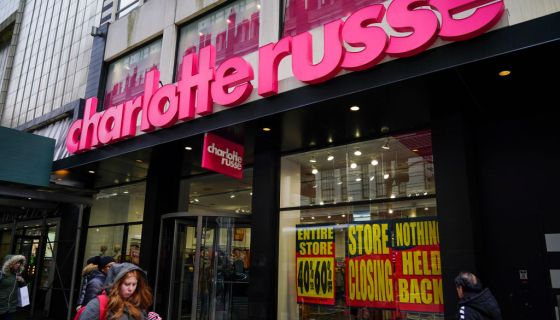 charlotte russe
charlotte
russe
ENTIRE
STORE
40%
60%
STORE
CLOSING
NOTHING
HELD
BACK